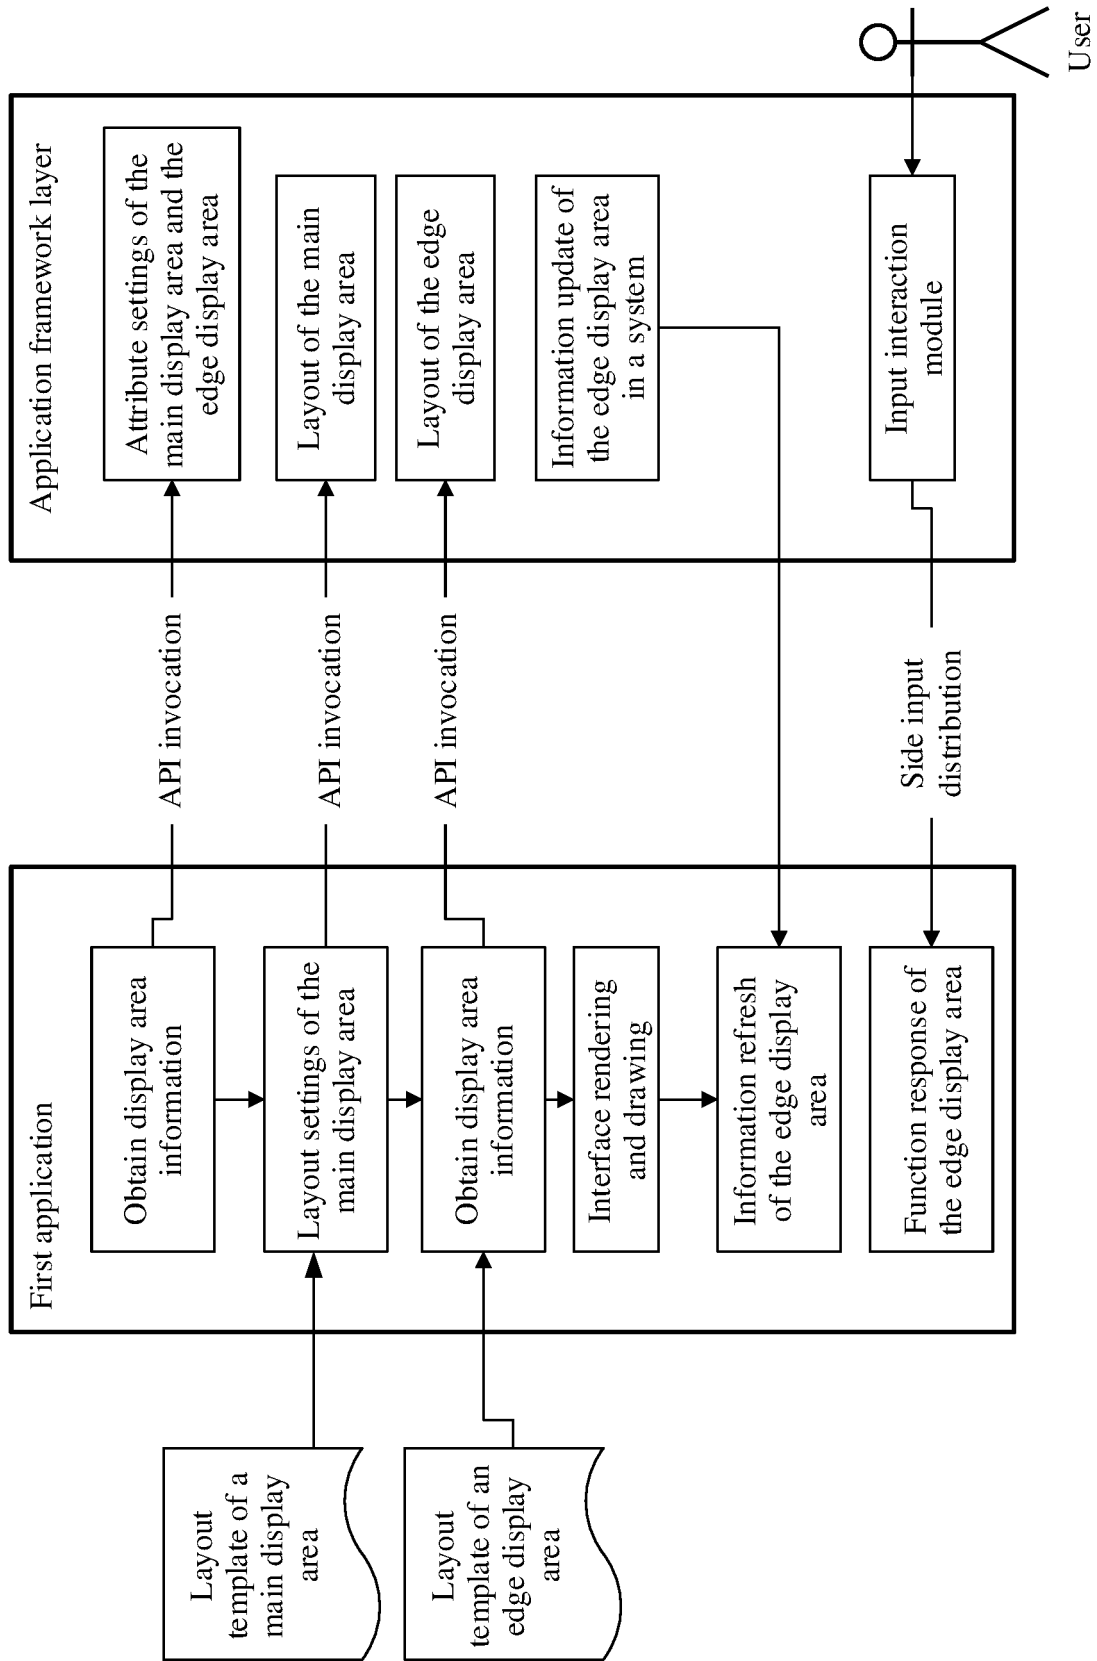 Layout
template of a
main display
area
Layout
template of an
edge display
area
First application
Obtain display area
information
Layout settings of the
main display area
Obtain display area
information
Interface rendering
and drawing
Information refresh
of the edge display
area
Function response of
the edge display area
API invocation
API invocation
API invocation
Side input
distribution
Application framework layer
Attribute settings of the
main display area and the
edge display area
Layout of the main
display area
Layout of the edge
display area
Information update of
the edge display area
in a system
Input interaction
module
User